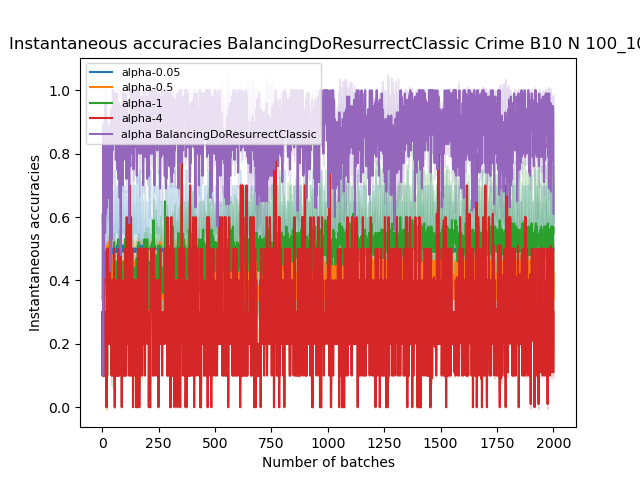 Instantaneous accuracies BalancingDoResurrectClassic Crime B10 N 100_10
alpha-0.05
alpha-0.5
alpha-1
alpha-4
alpha BalancingDoResurrectClassic
1.0
0.8
0.6
0.4
0.2
0.0
Instantaneous accuracies
0 250 500 750 1000 1250 1500 1750 2000
Number of batches